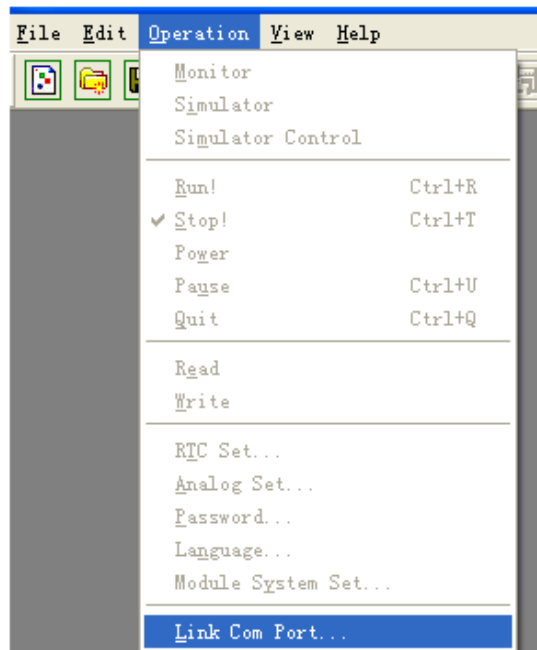 File Edit Operation View Help
Monitor
Simulator
Simulator Control
Run! Ctrl+R
Stop! Ctrl+T
Power
Pause Ctrl+U
Quit Ctrl+Q
Read
Write
RTC Set...
Analog Set...
Password...
Language...
Module System Set...
Link Com Port...